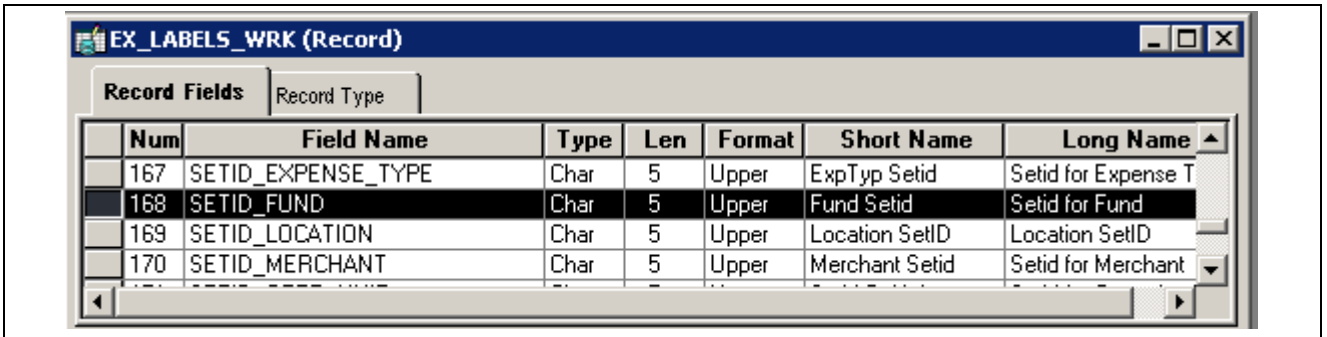 EX_LABELS_WRK (Record)
Record Fields Record Type
Num Field Name Type Len Format Short Name Long Name
167 SETID_EXPENSE_TYPE Char 5 Upper ExpTyp Setid Setid for Expense T
168 SETID_FUND Char 5 Upper Fund Setid Setid for Fund
169 SETID_LOCATION Char 5 Upper Location SetID Location SetID
170 SETID_MERCHANT Char 5 Upper Merchant Setid Setid for Merchant